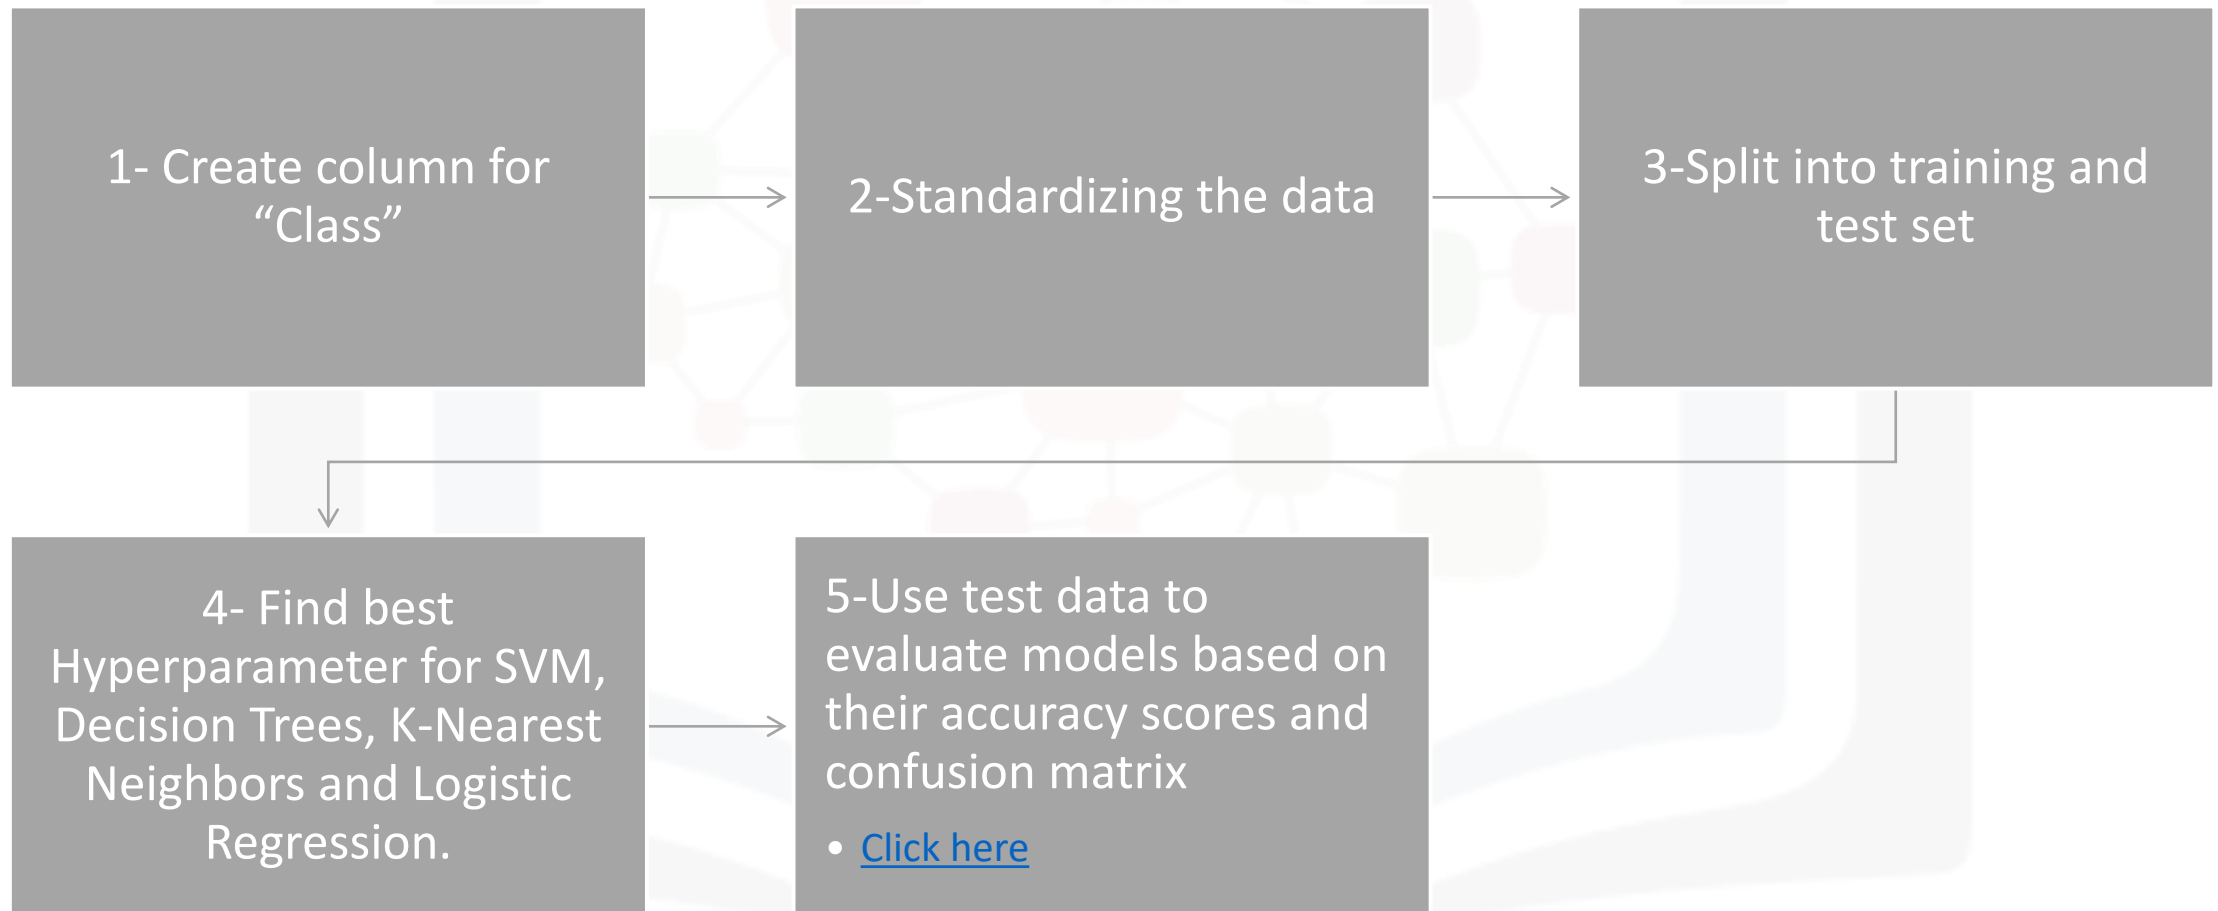 1- Create column for
“Class”
2-Standardizing the data
3-Split into training and
test set
4- Find best
Hyperparameter for SVM,
Decision Trees, K-Nearest
Neighbors and Logistic
Regression.
5-Use test data to
evaluate models based on
their accuracy scores and
confusion matrix
• Click here